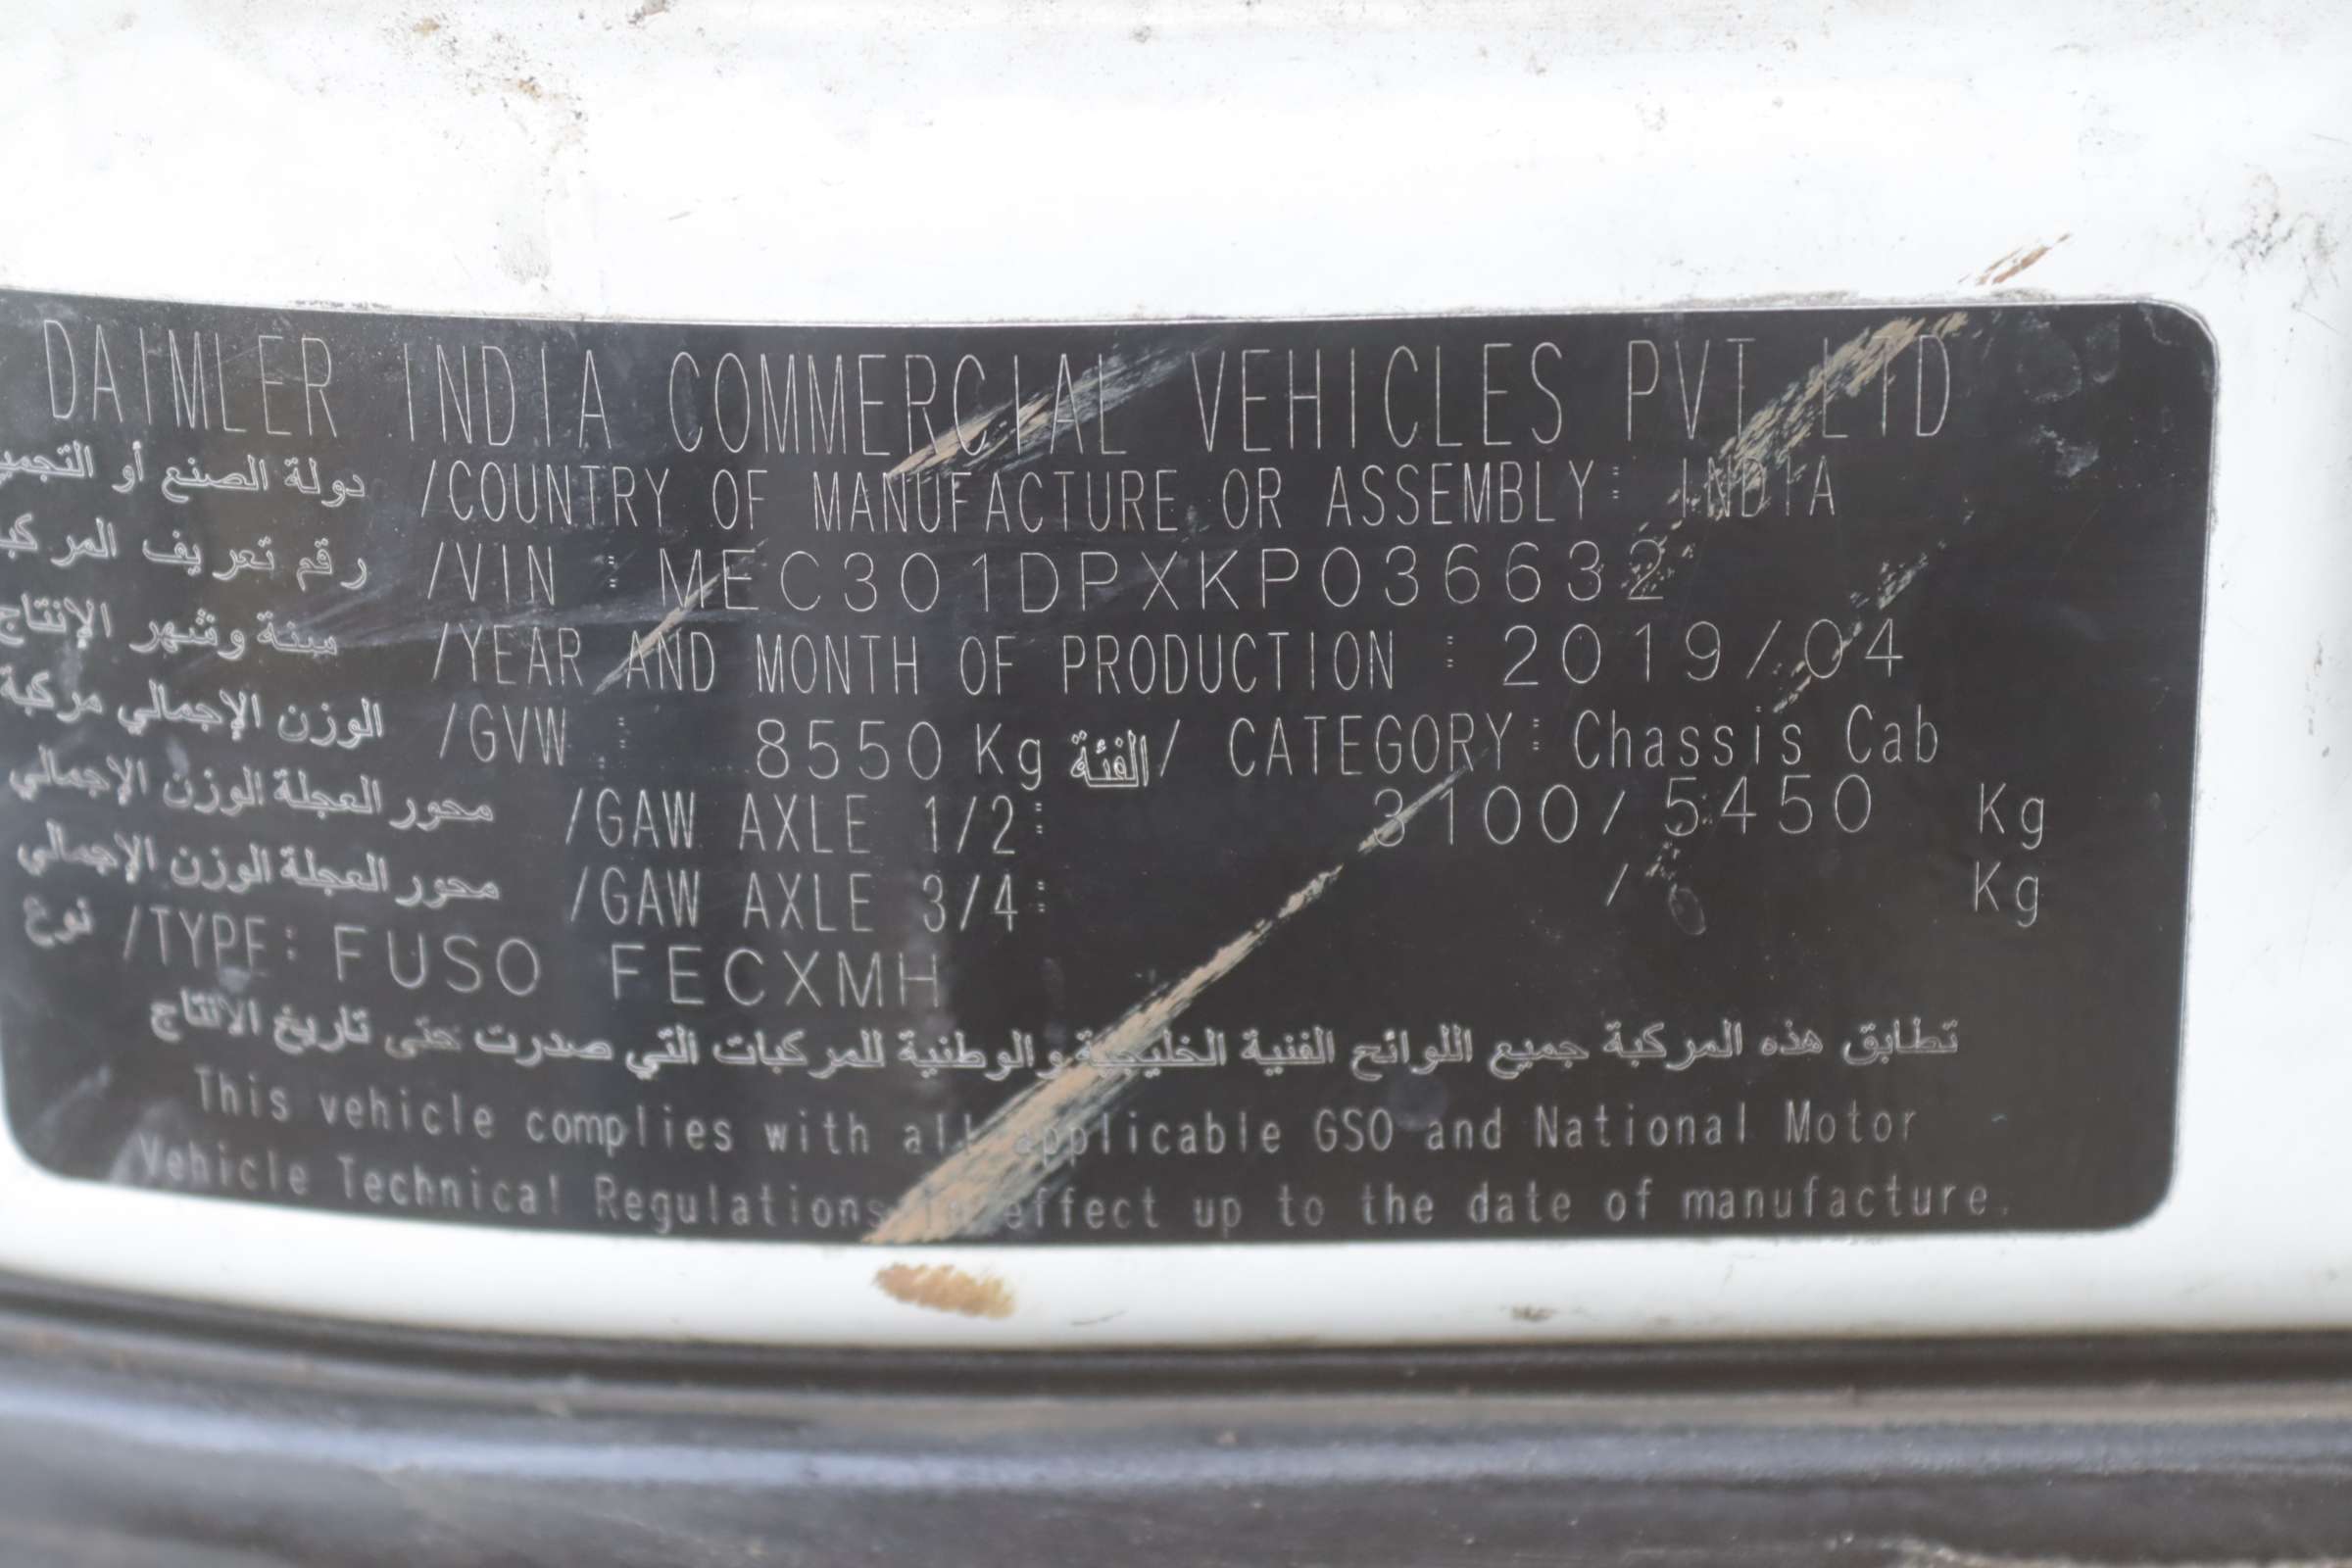 DAIMLER INDIA COMMERCIAL VEHICLES PVT LTD
دولة الصنع أو التجمي /COUNTRY OF MANUFACTURE OR ASSEMBLY: INDIA
رقم تعريف المركب /VIN : MEC301DPXKP036632
سنة وشهر الإنتاج /YEAR AND MONTH OF PRODUCTION : 2019/04
الوزن الإجمالي مركبة /GVW : 8550 Kg الفئة/ CATEGORY: Chassis Cab
محور العجلة الوزن الإجمالي /GAW AXLE 1/2: 3100/5450 Kg
محور العجلة الوزن الإجمالي /GAW AXLE 3/4: / Kg
نوع /TYPE: FUSO FECXMH
تطابق هذه المركبة جميع اللوائح الفنية الخليجية والوطنية للمركبات التي صدرت حتى تاريخ الانتاج
This vehicle complies with all applicable GSO and National Motor
Vehicle Technical Regulations in effect up to the date of manufacture.